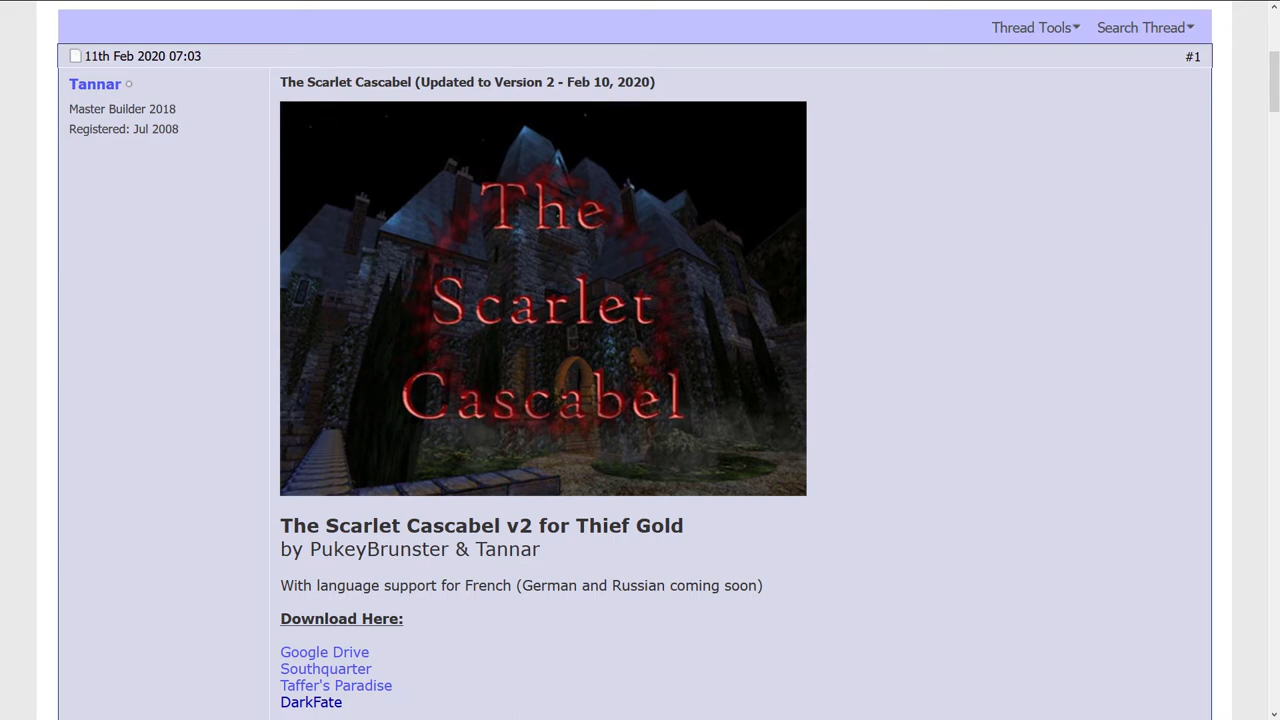 Thread Tools Search Thread
11th Feb 2020 07:03 #1
Tannar
Master Builder 2018
Registered: Jul 2008
The Scarlet Cascabel (Updated to Version 2 - Feb 10, 2020)
The
Scarlet
Cascabel
The Scarlet Cascabel v2 for Thief Gold
by PukeyBrunster & Tannar
With language support for French (German and Russian coming soon)
Download Here:
Google Drive
Southquarter
Taffer's Paradise
DarkFate